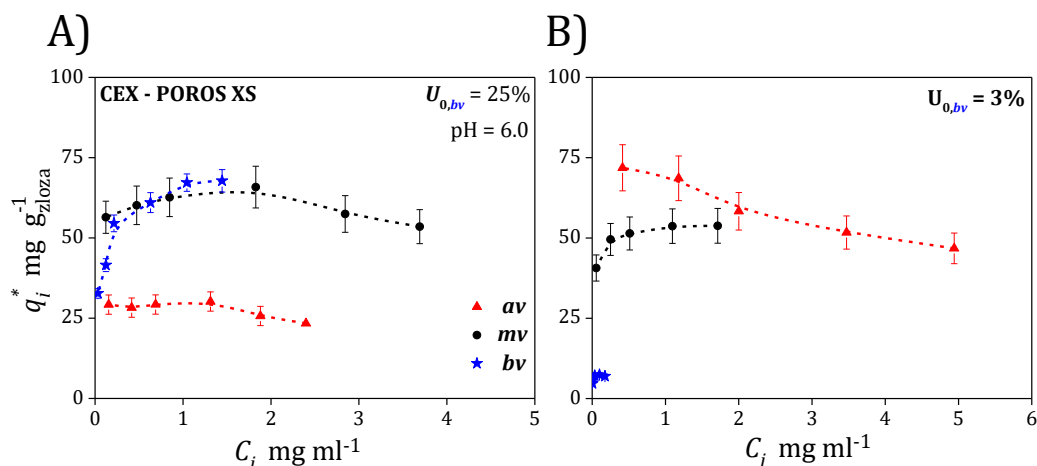 A)
CEX - POROS XS
U0,bv = 25%
pH = 6.0
100
75
50
25
0
qi* mg g-1złoża
av
mv
bv
0 1 2 3 4 5
Ci mg ml-1
B)
U0,bv = 3%
100
75
50
25
0
0 1 2 3 4 5 6
Ci mg ml-1